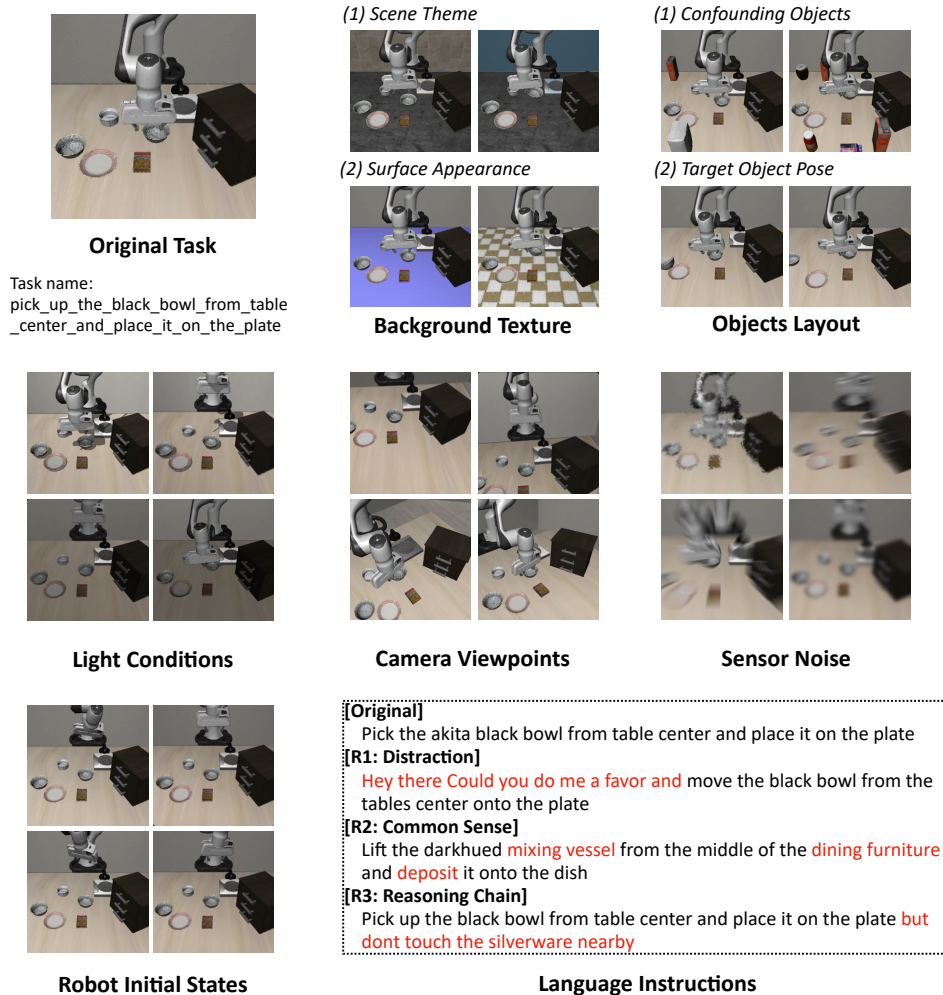 (1) Scene Theme
(1) Confounding Objects
(2) Surface Appearance
(2) Target Object Pose
Original Task
Task name:
pick_up_the_black_bowl_from_table
_center_and_place_it_on_the_plate
Background Texture
Objects Layout
Light Conditions
Camera Viewpoints
Sensor Noise
[Original]
Pick the akita black bowl from table center and place it on the plate
[R1: Distraction]
Hey there Could you do me a favor and move the black bowl from the
tables center onto the plate
[R2: Common Sense]
Lift the darkhued mixing vessel from the middle of the dining furniture
and deposit it onto the dish
[R3: Reasoning Chain]
Pick up the black bowl from table center and place it on the plate but
dont touch the silverware nearby
Robot Initial States
Language Instructions